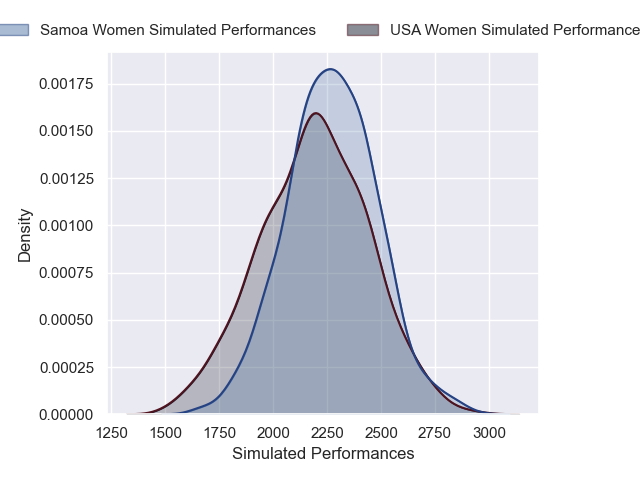 Samoa Women Simulated Performances
USA Women Simulated Performance
0.00175
0.00150
0.00125
0.00100
0.00075
0.00050
0.00025
0.00000
Density
1250 1500 1750 2000 2250 2500 2750 3000
Simulated Performances